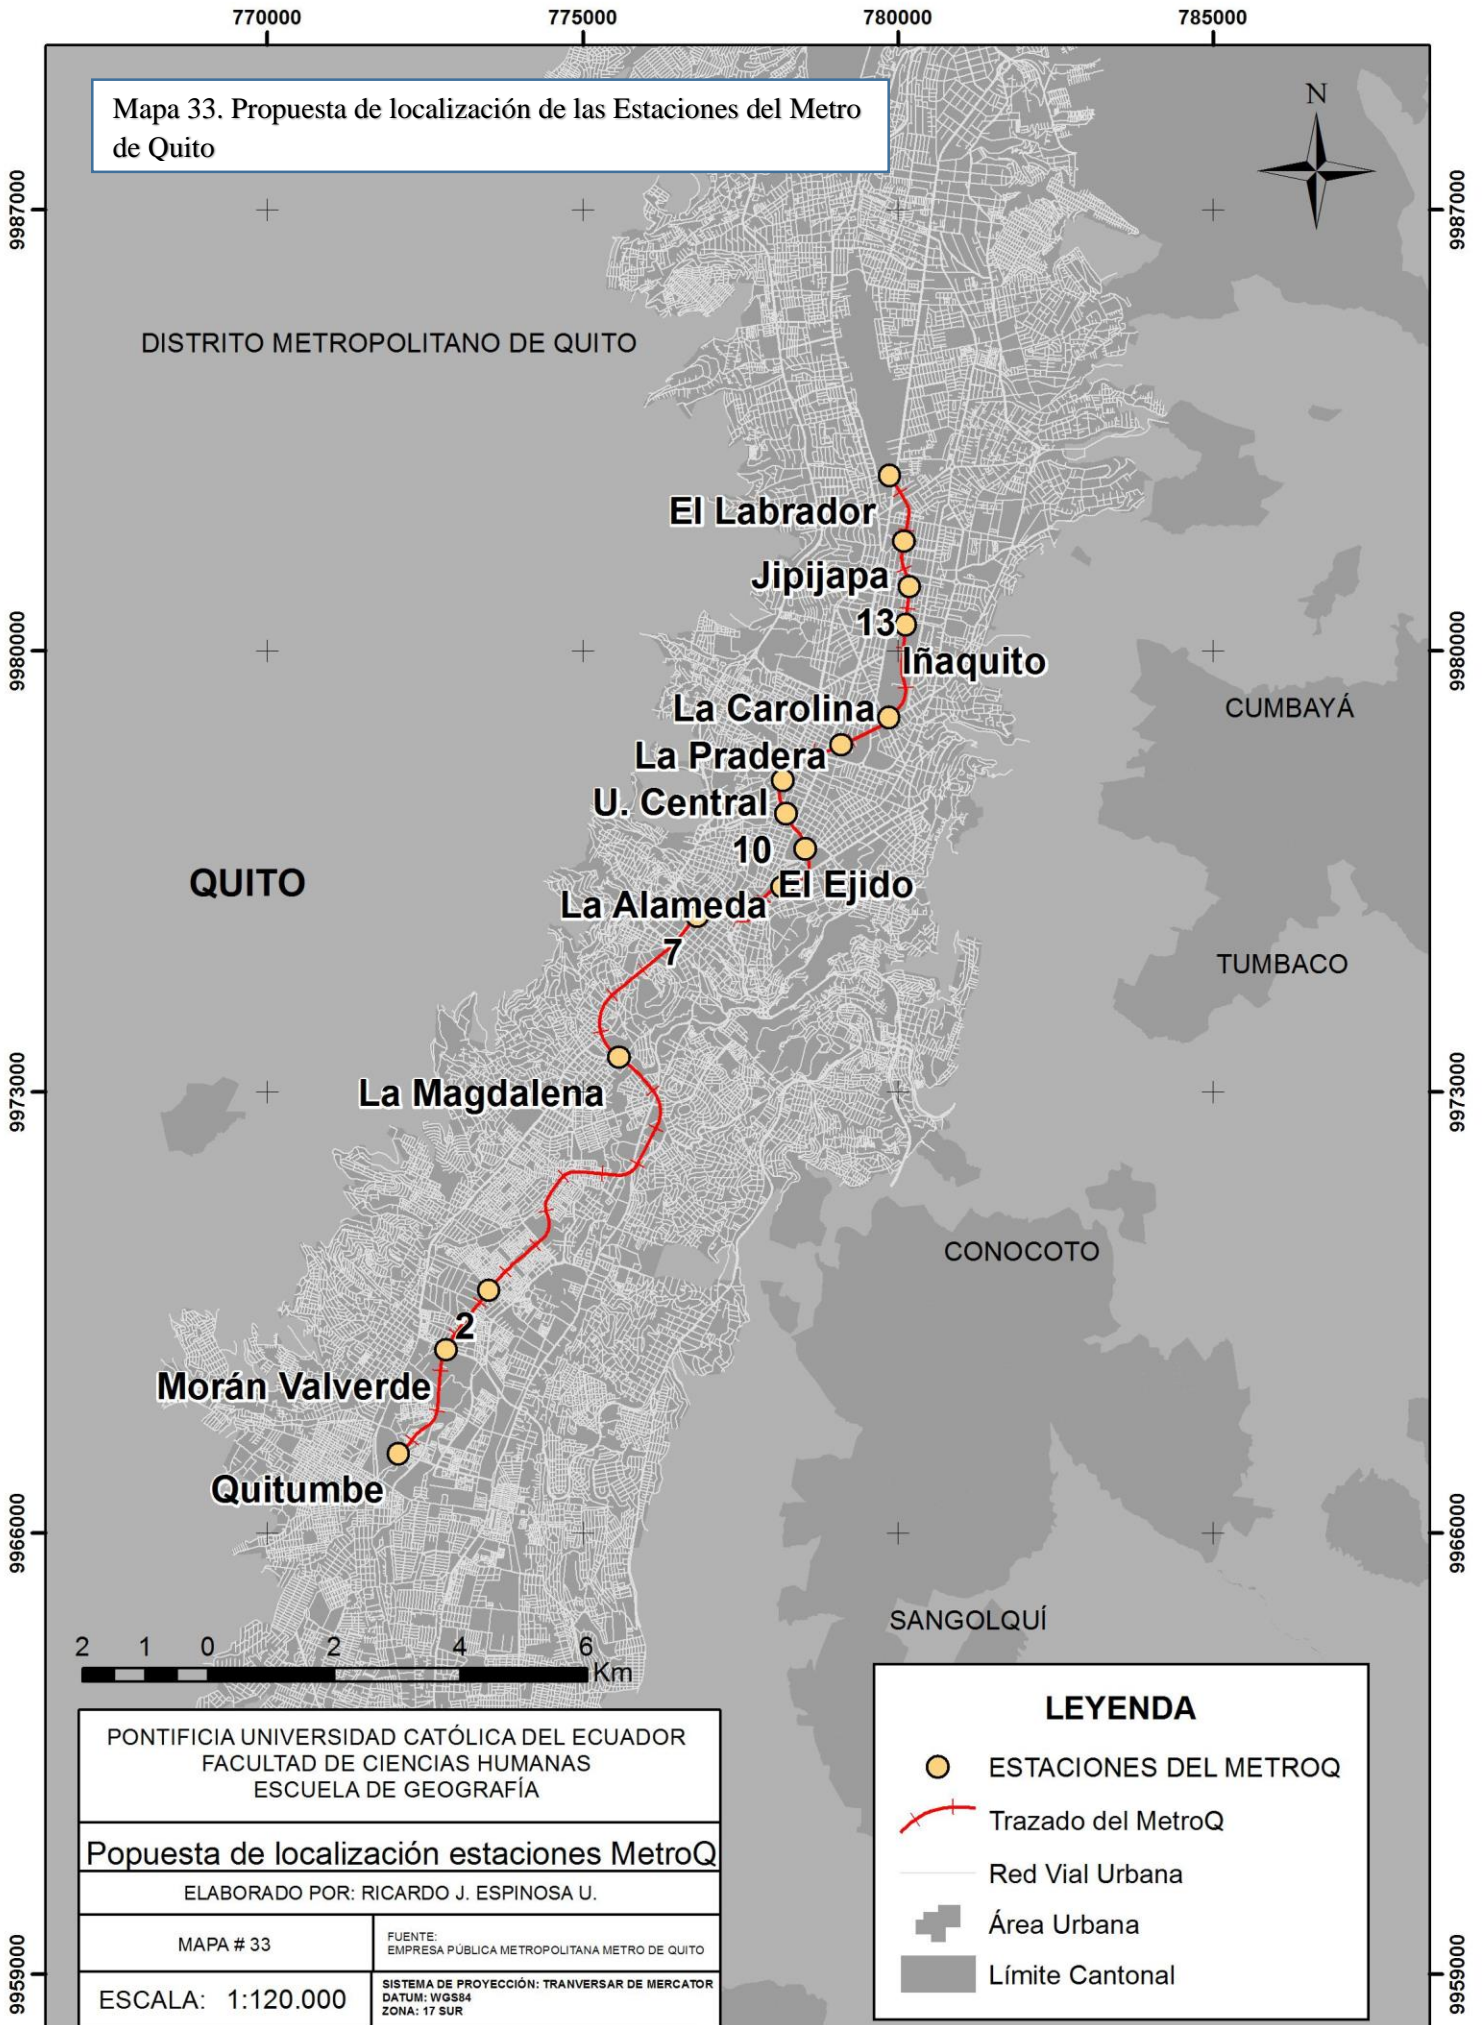 770000
775000
780000
785000
Mapa 33. Propuesta de localización de las Estaciones del Metro
de Quito
N
9987000
9987000
DISTRITO METROPOLITANO DE QUITO
El Labrador
Jipijapa
13
Iñaquito
9980000
9980000
La Carolina
CUMBAYÁ
La Pradera
U. Central
10
QUITO
El Ejido
La Alameda
7
TUMBACO
La Magdalena
9973000
9973000
CONOCOTO
2
Morán Valverde
Quitumbe
9966000
9966000
SANGOLQUÍ
2 1 0 2 4 6
Km
PONTIFICIA UNIVERSIDAD CATÓLICA DEL ECUADOR
FACULTAD DE CIENCIAS HUMANAS
ESCUELA DE GEOGRAFÍA
Popuesta de localización estaciones MetroQ
ELABORADO POR: RICARDO J. ESPINOSA U.
MAPA # 33
FUENTE:
EMPRESA PÚBLICA METROPOLITANA METRO DE QUITO
ESCALA: 1:120.000
SISTEMA DE PROYECCIÓN: TRANVERSAR DE MERCATOR
DATUM: WGS84
ZONA: 17 SUR
LEYENDA
ESTACIONES DEL METROQ
Trazado del MetroQ
Red Vial Urbana
Área Urbana
Límite Cantonal
9959000
9959000